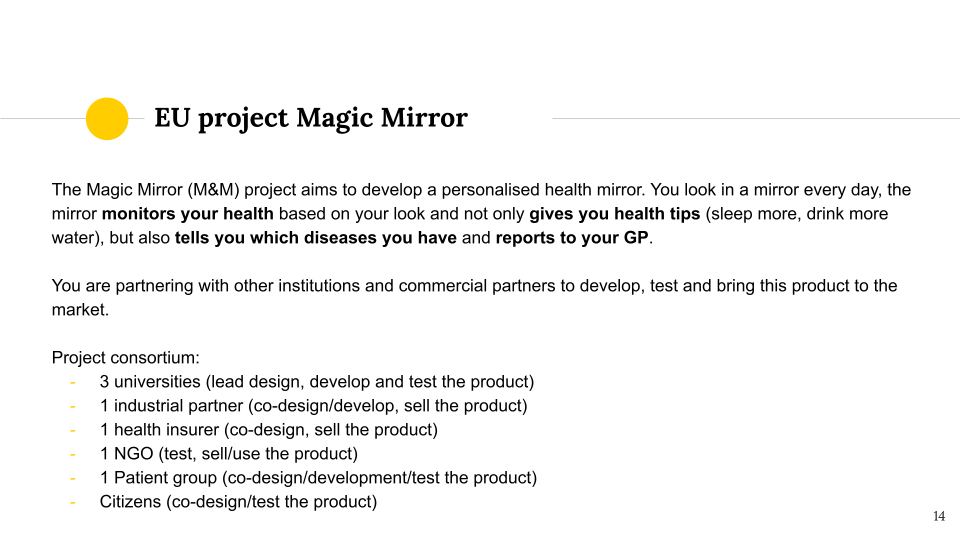 EU project Magic Mirror
The Magic Mirror (M&M) project aims to develop a personalised health mirror. You look in a mirror every day, the
mirror monitors your health based on your look and not only gives you health tips (sleep more, drink more
water), but also tells you which diseases you have and reports to your GP.
You are partnering with other institutions and commercial partners to develop, test and bring this product to the
market.
Project consortium:
- 3 universities (lead design, develop and test the product)
- 1 industrial partner (co-design/develop, sell the product)
- 1 health insurer (co-design, sell the product)
- 1 NGO (test, sell/use the product)
- 1 Patient group (co-design/development/test the product)
- Citizens (co-design/test the product)
14